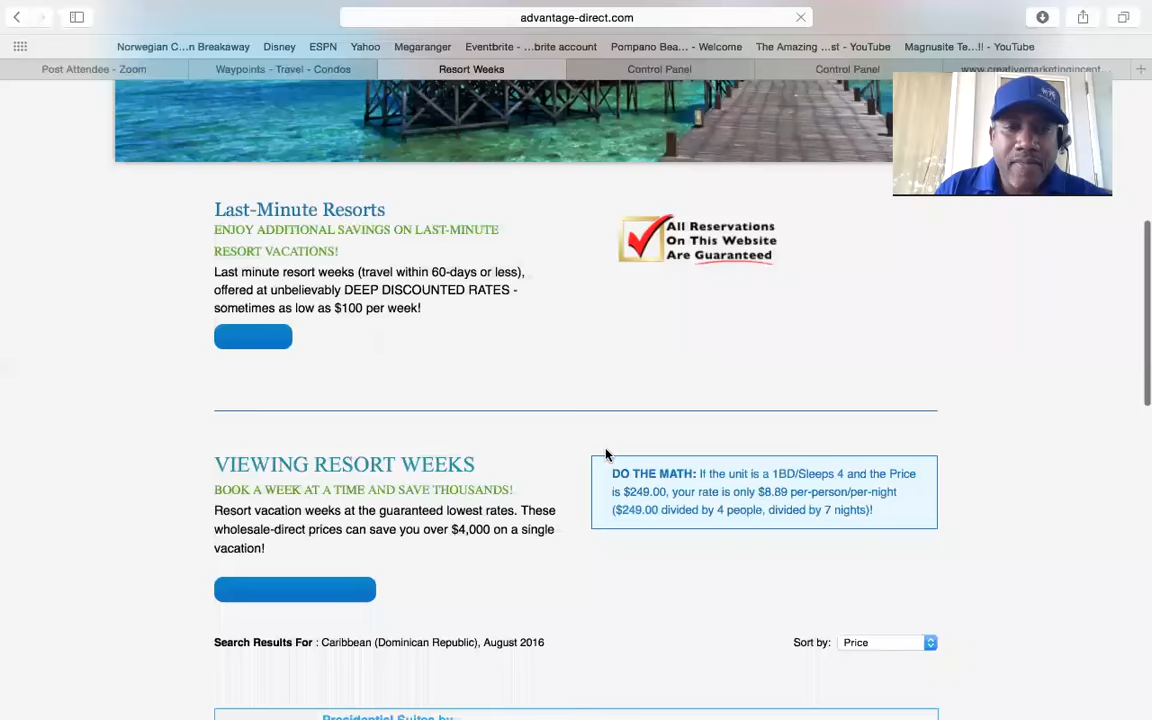 advantage-direct.com
Norwegian C...n Breakaway Disney ESPN Yahoo Megaranger Eventbrite - ...brite account Pompano Bea... - Welcome The Amazing ...st - YouTube Magnusite Te...!! - YouTube
Post Attendee - Zoom Waypoints - Travel - Condos Resort Weeks Control Panel Control Panel www.creativemarketingincent...
Last-Minute Resorts
ENJOY ADDITIONAL SAVINGS ON LAST-MINUTE
RESORT VACATIONS!
Last minute resort weeks (travel within 60-days or less),
offered at unbelievably DEEP DISCOUNTED RATES -
sometimes as low as $100 per week!
All Reservations
On This Website
Are Guaranteed
VIEWING RESORT WEEKS
BOOK A WEEK AT A TIME AND SAVE THOUSANDS!
Resort vacation weeks at the guaranteed lowest rates. These
wholesale-direct prices can save you over $4,000 on a single
vacation!
DO THE MATH: If the unit is a 1BD/Sleeps 4 and the Price
is $249.00, your rate is only $8.89 per-person/per-night
($249.00 divided by 4 people, divided by 7 nights)!
Search Results For : Caribbean (Dominican Republic), August 2016
Sort by: Price
Presidential Suites by